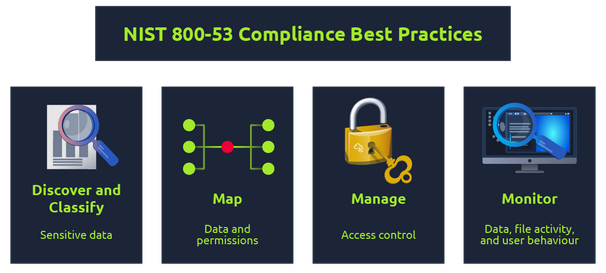 NIST 800-53 Compliance Best Practices
Discover and
Classify
Sensitive data
Map
Data and
permissions
Manage
Access control
Monitor
Data, file activity,
and user behaviour